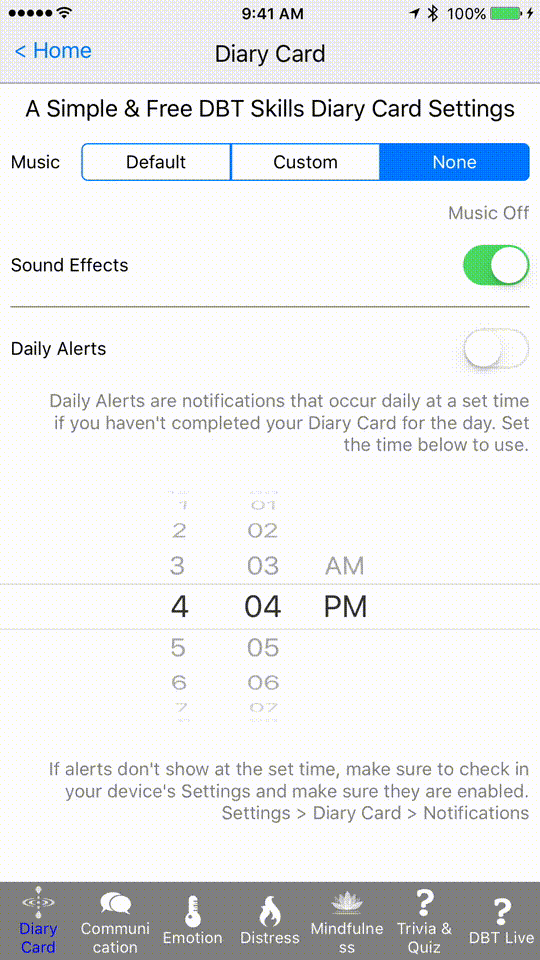 9:41 AM
100%
< Home
Diary Card
A Simple & Free DBT Skills Diary Card Settings
Music
Default
Custom
None
Music Off
Sound Effects
Daily Alerts
Daily Alerts are notifications that occur daily at a set time
if you haven't completed your Diary Card for the day. Set
the time below to use.
1 01
2 02
3 03 AM
4 04 PM
5 05
6 06
7 07
If alerts don't show at the set time, make sure to check in
your device's Settings and make sure they are enabled.
Settings > Diary Card > Notifications
Diary
Card
Communi
cation
Emotion
Distress
Mindfulne
ss
Trivia &
Quiz
DBT Live